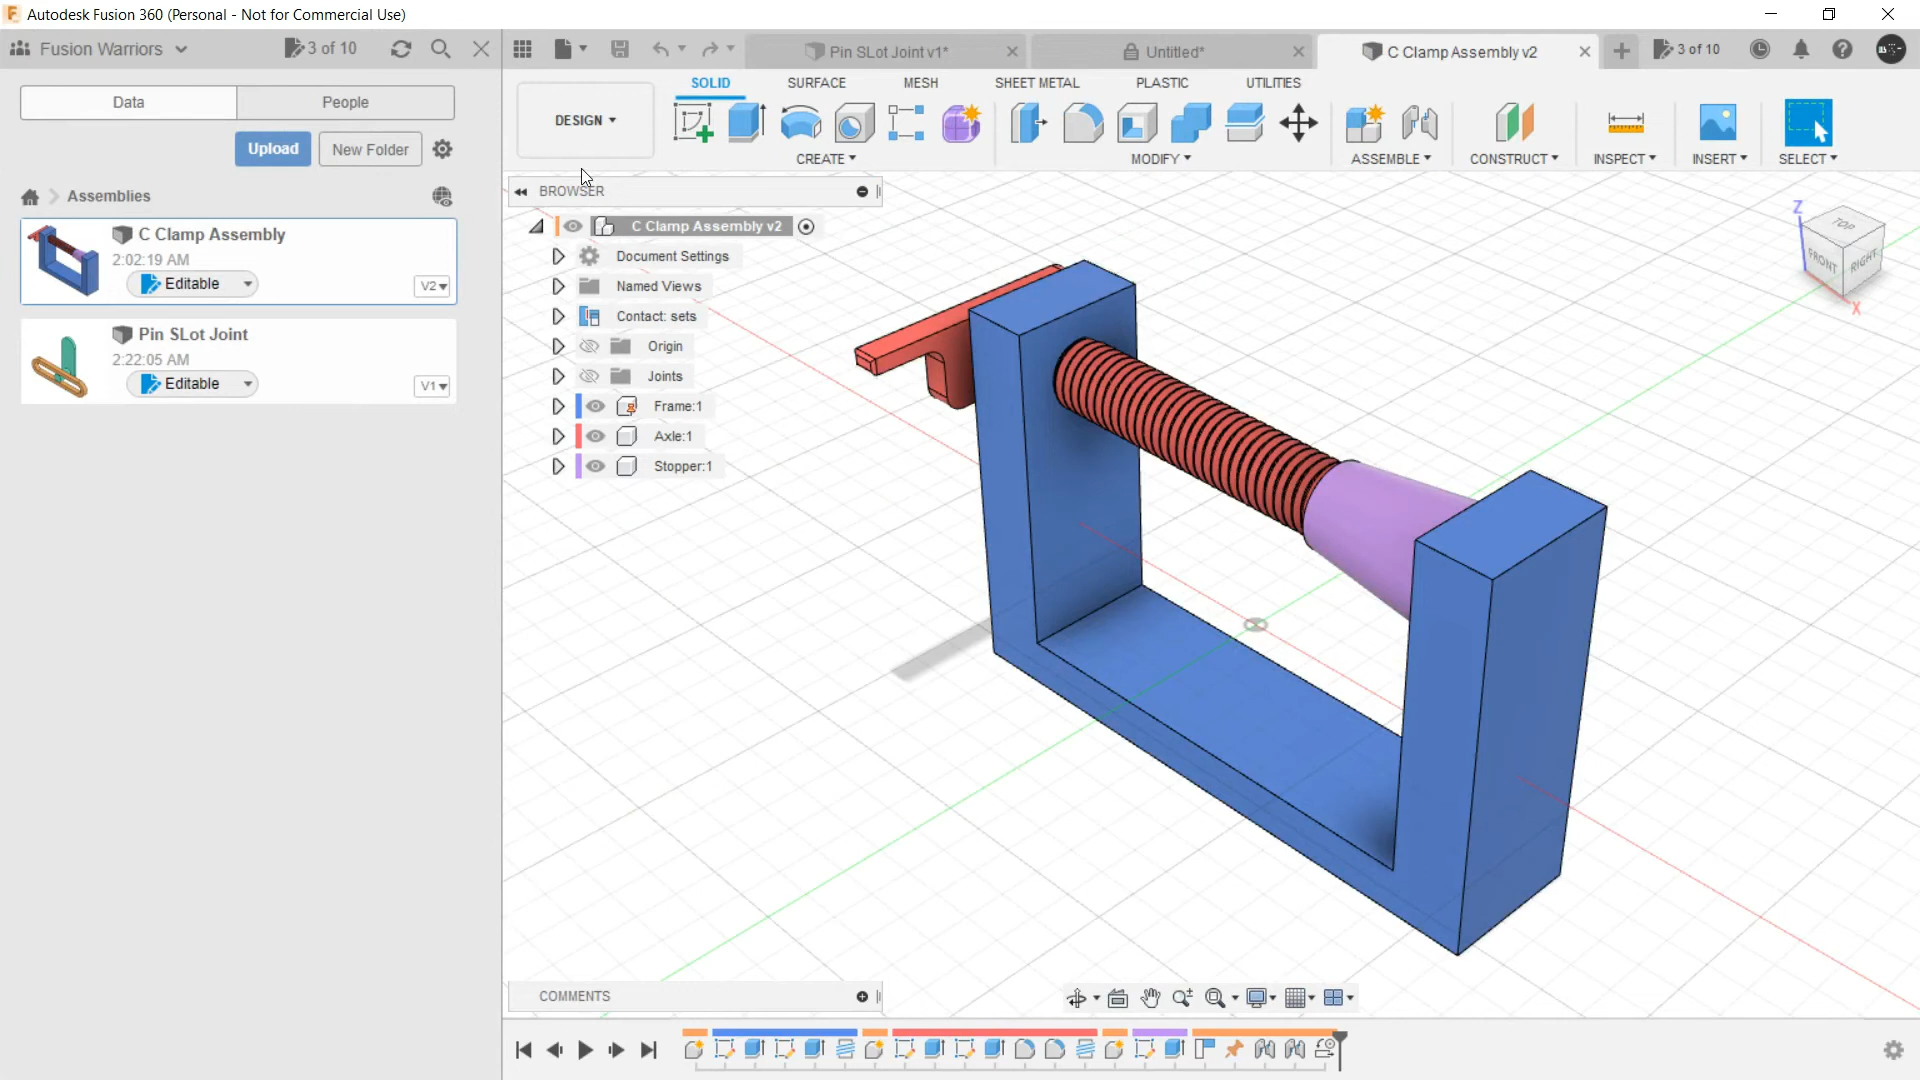 Autodesk Fusion 360 (Personal - Not for Commercial Use)
Fusion Warriors 3 of 10
Pin SLot Joint v1* Untitled* C Clamp Assembly v2 3 of 10
Data People
Upload New Folder
Assemblies
C Clamp Assembly
2:02:19 AM
Editable V2
Pin SLot Joint
2:22:05 AM
Editable V1
SOLID SURFACE MESH SHEET METAL PLASTIC UTILITIES
DESIGN
CREATE MODIFY ASSEMBLE CONSTRUCT INSPECT INSERT SELECT
BROWSER
C Clamp Assembly v2
Document Settings
Named Views
Contact: sets
Origin
Joints
Frame:1
Axle:1
Stopper:1
Z
TOP
FRONT RIGHT
X
COMMENTS